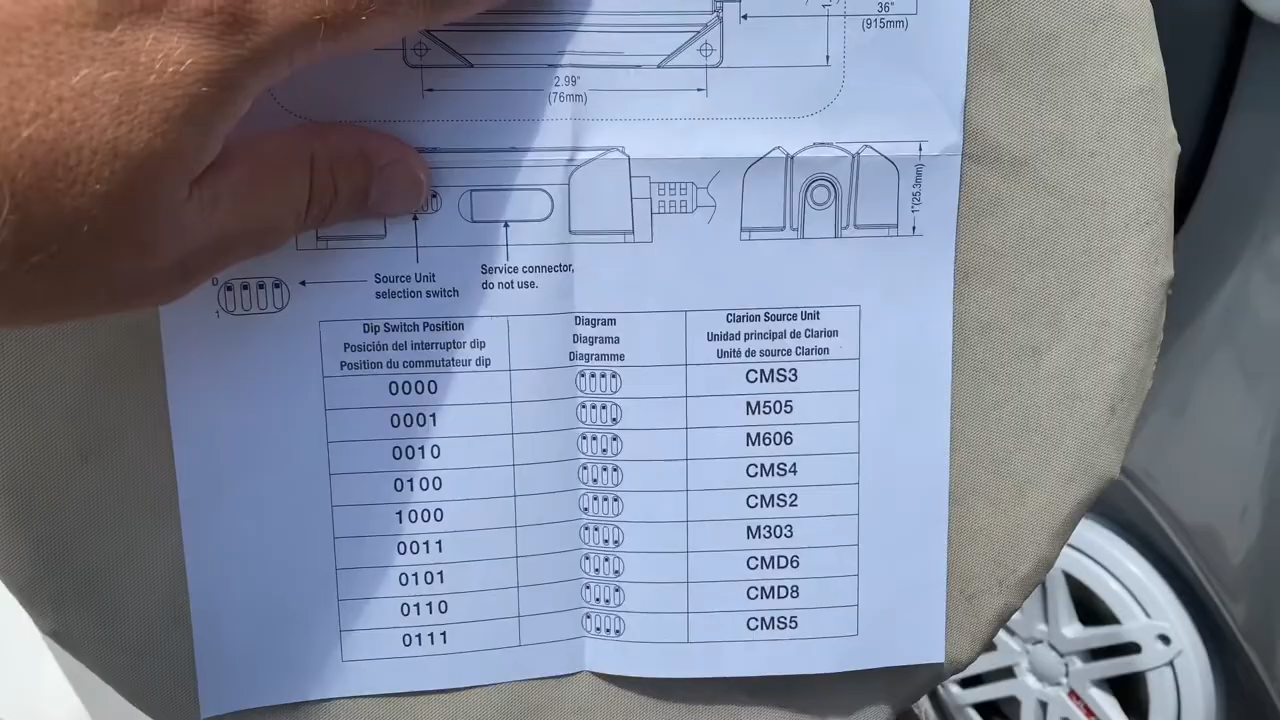 36"
(915mm)
2.99"
(76mm)
1"(25.3mm)
0
1
Source Unit
selection switch
Service connector,
do not use.
Dip Switch Position
Posición del interruptor dip
Position du commutateur dip
Diagram
Diagrama
Diagramme
Clarion Source Unit
Unidad principal de Clarion
Unité de source Clarion
0000
CMS3
0001
M505
0010
M606
0100
CMS4
1000
CMS2
0011
M303
0101
CMD6
0110
CMD8
0111
CMS5